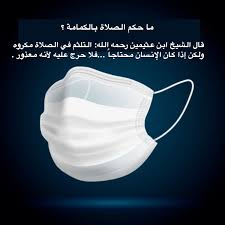 ما حكم الصلاة بالكمامة ؟
قال الشيخ ابن عثيمين رحمه الله: التلثم في الصلاة مكروه
ولكن إذا كان الإنسان محتاجاً ...فلا حرج عليه لأنه معذور .